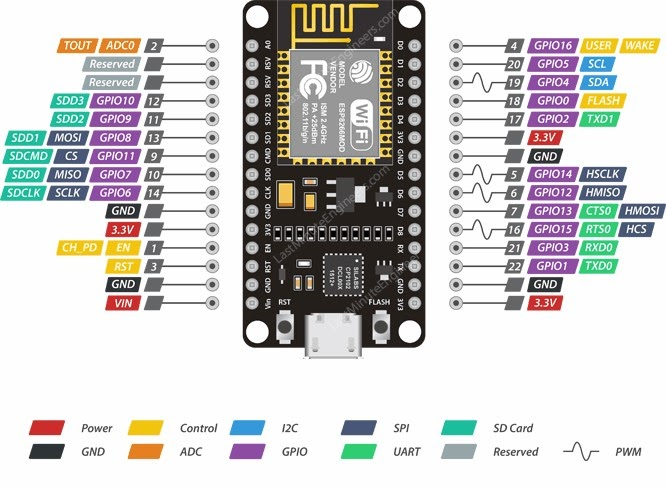 TOUT ADC0 2
Reserved
Reserved
SDD3 GPIO10 12
SDD2 GPIO9 11
SDD1 MOSI GPIO8 13
SDCMD CS GPIO11 9
SDD0 MISO GPIO7 10
SDCLK SCLK GPIO6 14
GND
3.3V
CH_PD EN 1
RST 3
GND
VIN
A0
RSV
RSV
SD3
SD2
SD1
CMD
SD0
CLK
GND
3V3
EN
RST
GND
Vin
LastMinuteEngineers.com
MODEL
VENDOR
ESP8266MOD
FC
Wi Fi
ISM 2.4GHz
PA +25dBm
802.11b/g/n
SILABS
CP2102
DCL00X
1512+
RST
FLASH
D0
D1
D2
D3
D4
3V3
GND
D5
D6
D7
D8
RX
TX
GND
3V3
4 GPIO16 USER WAKE
20 GPIO5 SCL
19 GPIO4 SDA
18 GPIO0 FLASH
17 GPIO2 TXD1
3.3V
GND
5 GPIO14 HSCLK
6 GPIO12 HMISO
7 GPIO13 CTS0 HMOSI
16 GPIO15 RTS0 HCS
21 GPIO3 RXD0
22 GPIO1 TXD0
GND
3.3V
Power Control I2C SPI SD Card
GND ADC GPIO UART Reserved PWM